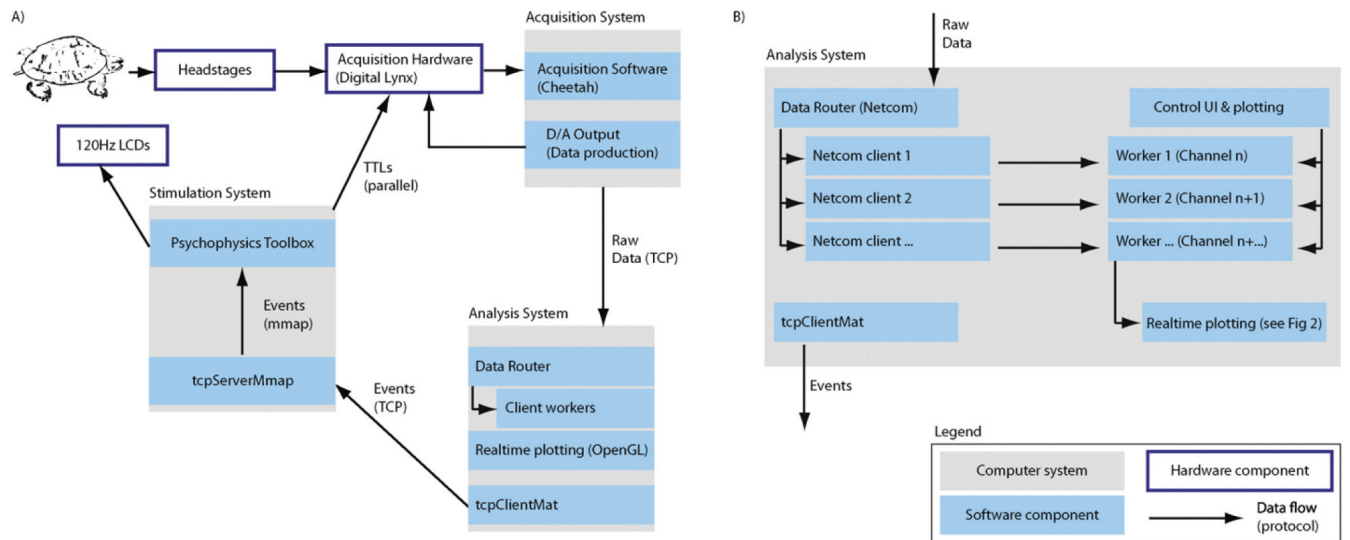 A)
Headstages
Acquisition Hardware
(Digital Lynx)
Acquisition System
Acquisition Software
(Cheetah)
D/A Output
(Data production)
120Hz LCDs
TTLs
(parallel)
Stimulation System
Psychophysics Toolbox
Events
(mmap)
tcpServerMmap
Raw
Data (TCP)
Analysis System
Data Router
Client workers
Realtime plotting (OpenGL)
tcpClientMat
Events
(TCP)
B)
Raw
Data
Analysis System
Data Router (Netcom)
Control UI & plotting
Netcom client 1
Worker 1 (Channel n)
Netcom client 2
Worker 2 (Channel n+1)
Netcom client ...
Worker ... (Channel n+...)
tcpClientMat
Realtime plotting (see Fig 2)
Events
Legend
Computer system
Hardware component
Software component
Data flow
(protocol)